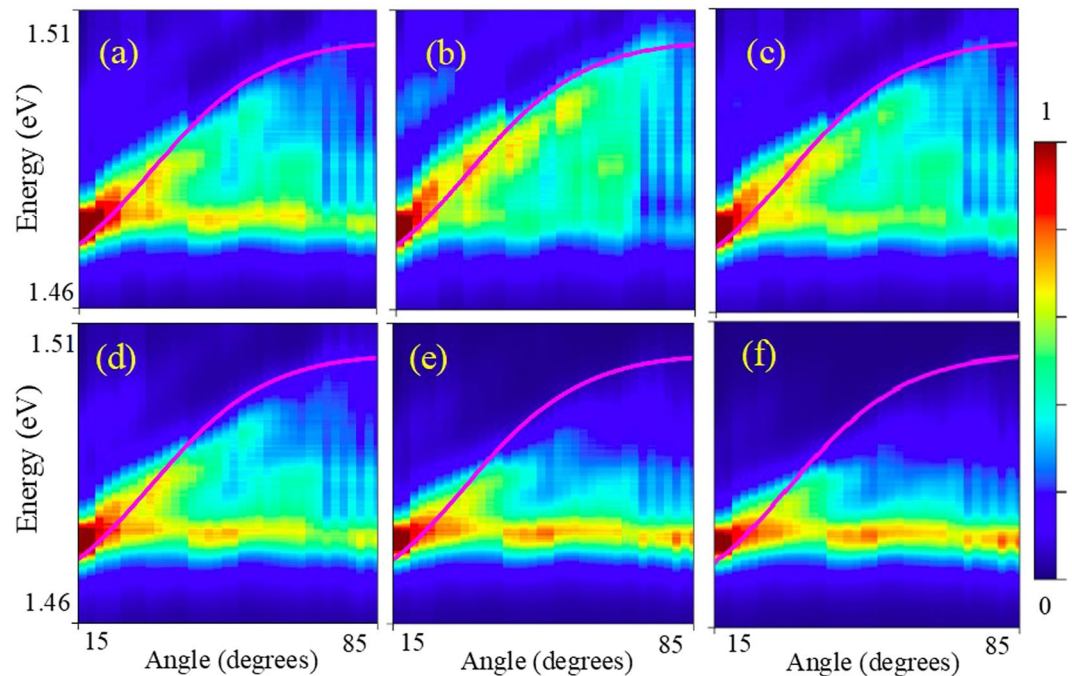 1.51
(a)
(b)
(c)
Energy (eV)
1
1.46
1.51
(d)
(e)
(f)
Energy (eV)
1.46
0
15
85
15
85
15
85
Angle (degrees)
Angle (degrees)
Angle (degrees)